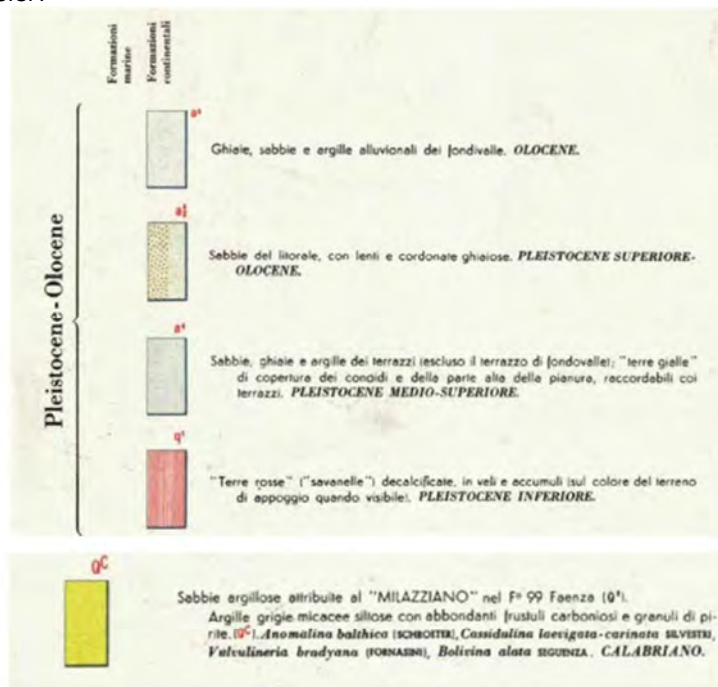 Formazioni
marine
Formazioni
continentali
Pleistocene - Olocene
Ghiaie, sabbie e argille alluvionali dei fondivalle. OLOCENE.
Sabbie del litorale, con lenti e cordonate ghiaiose. PLEISTOCENE SUPERIORE-
OLOCENE.
Sabbie, ghiaie e argille dei terrazzi (escluso il terrazzo di fondovalle); "terre gialle"
di copertura dei conoidi e della parte alta della pianura, raccordabili coi
terrazzi. PLEISTOCENE MEDIO-SUPERIORE.
"Terre rosse" ("savanelle") decalcificate, in veli e accumuli (sul colore del terreno
di appoggio quando visibile). PLEISTOCENE INFERIORE.
QC
Sabbie argillose attribuite al "MILAZZIANO" nel Fº 99 Faenza
Argille grigie micacee siltose con abbondanti frustuli carboniosi e granuli di pi-
rite. (QC). Anomalina balthica (SCHROETER), Cassidulina laevigata-carinata SILVESTRI,
Valvulineria bradyana (FORNASINI), Bolivina alata SEGUENZA. CALABRIANO.